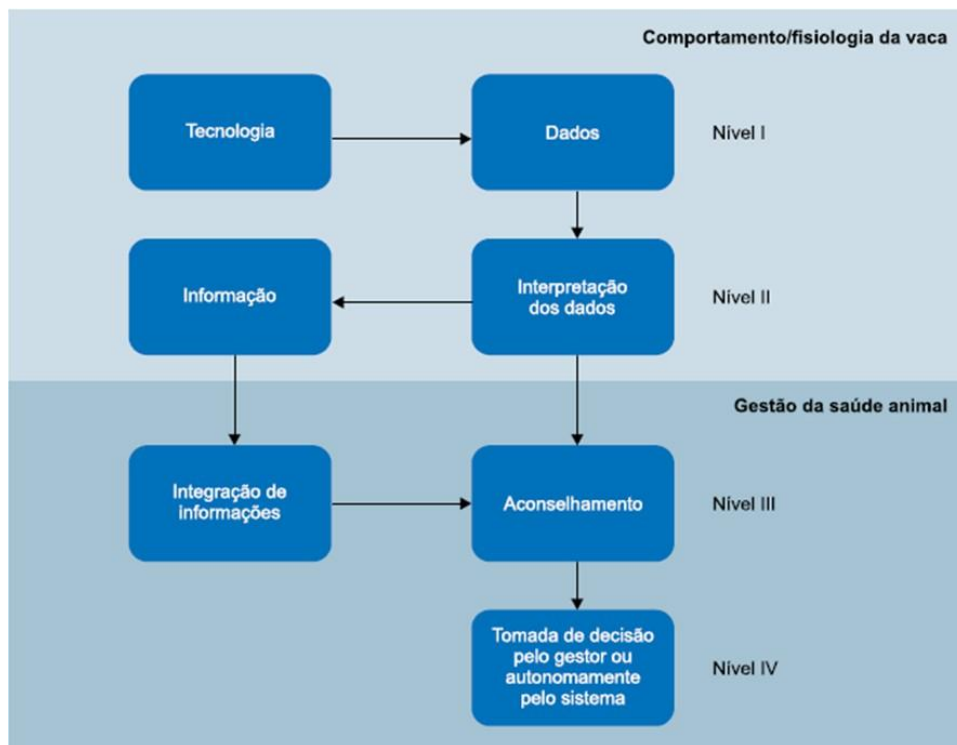 Comportamento/fisiologia da vaca
Tecnologia
Dados
Nível I
Informação
Interpretação
dos dados
Nível II
Gestão da saúde animal
Integração de
informações
Aconselhamento
Nível III
Tomada de decisão
pelo gestor ou
autonomamente
pelo sistema
Nível IV